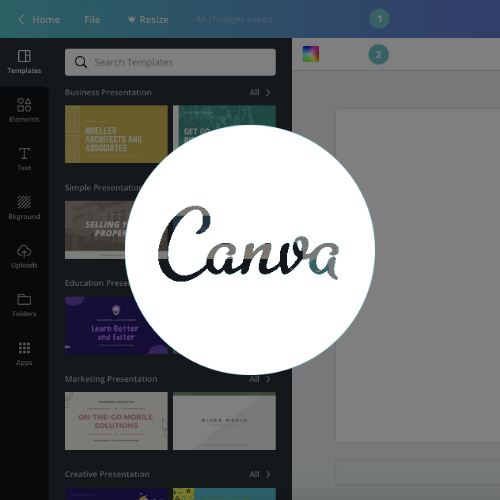 Home File Resize All changes saved 1
Templates
Search Templates
2
Business Presentation All
Elements
MUELLER
ARCHITECTS AND
ASSOCIATES
GET GO
Text
Simple Presentation
Bkground
SELLING
Canva
Uploads
Education
Folders
Learn Better
and Faster
Apps
Marketing Presentation All
ON-THE-GO MOBILE
SOLUTIONS
Creative Presentation All